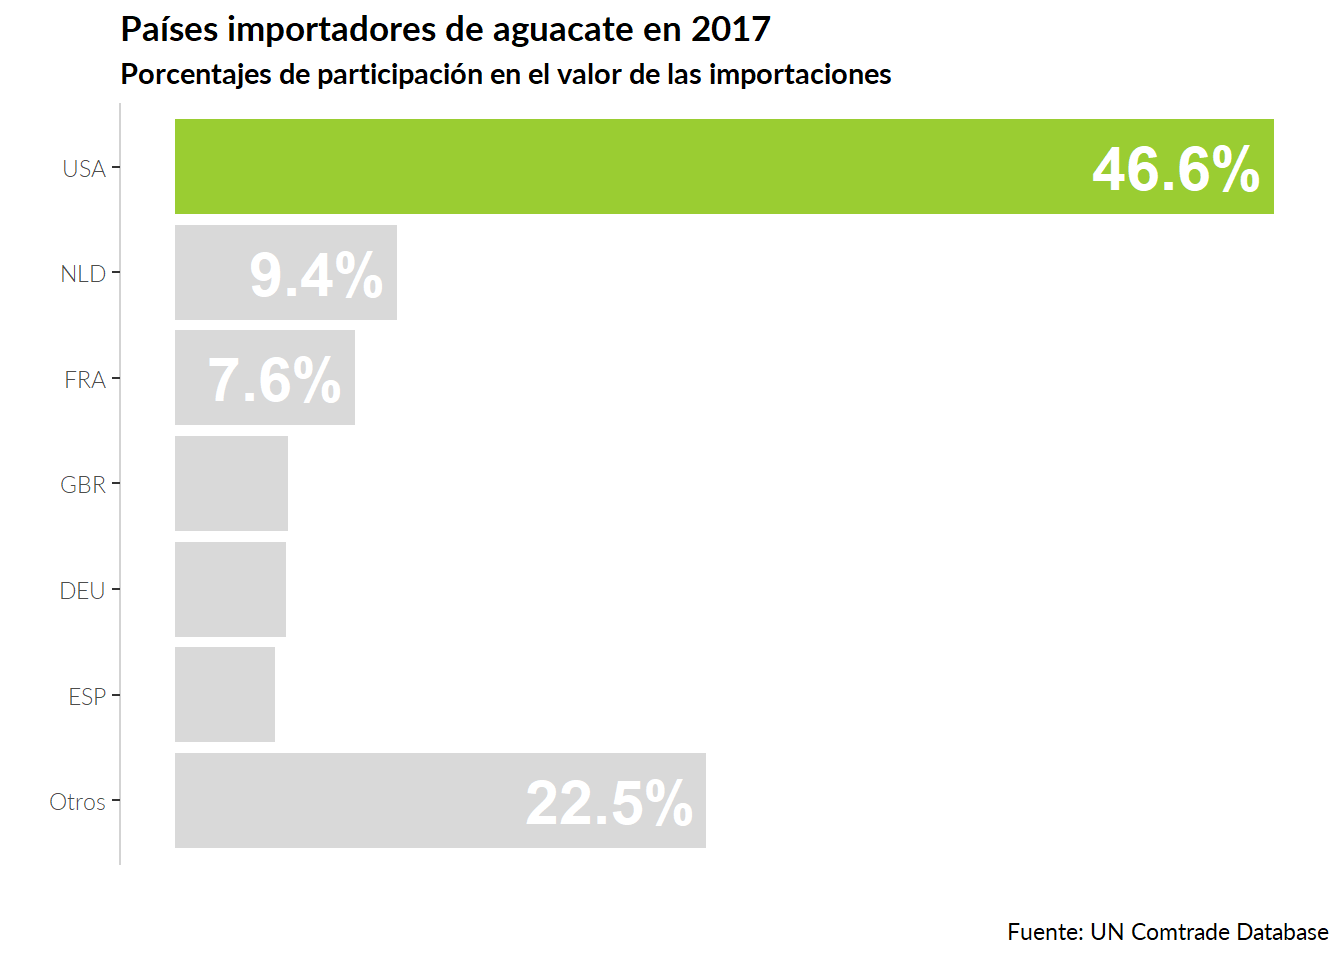 Países importadores de aguacate en 2017
Porcentajes de participación en el valor de las importaciones
USA 46.6%
NLD 9.4%
FRA 7.6%
GBR
DEU
ESP
Otros 22.5%
Fuente: UN Comtrade Database